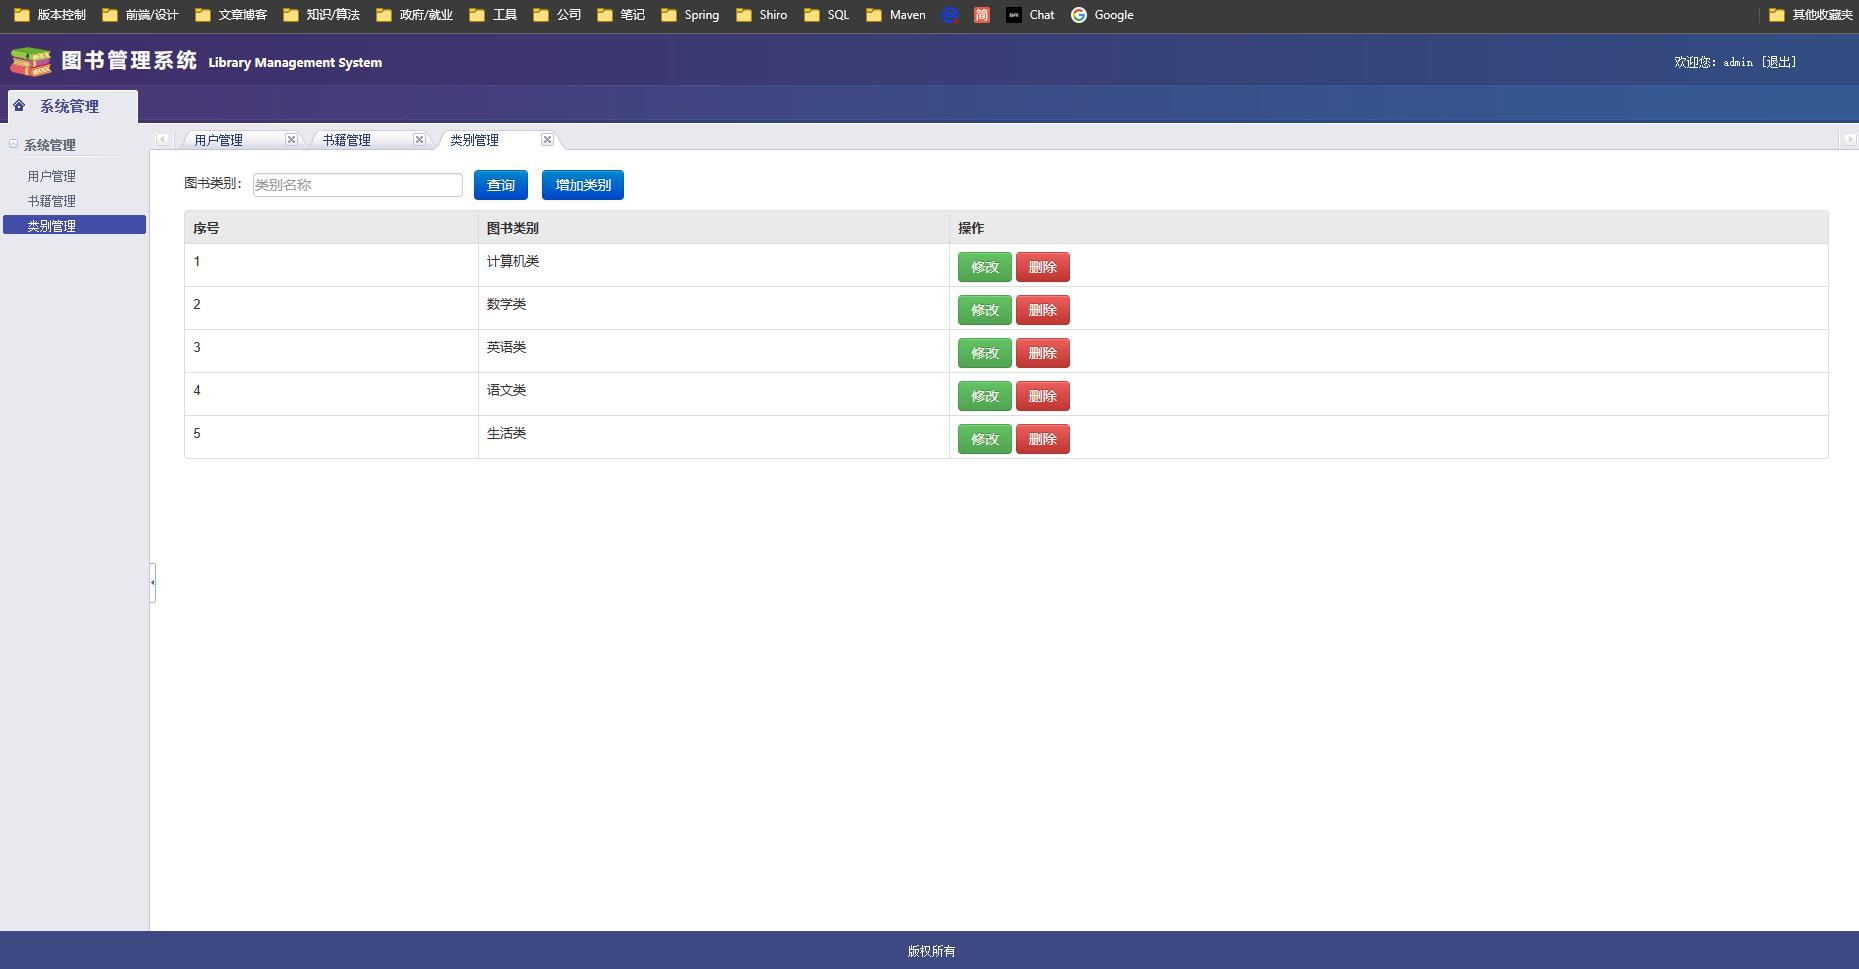 版本控制 前端/设计 文章博客 知识/算法 政府/就业 工具 公司 笔记 Spring Shiro SQL Maven 简 Chat Google 其他收藏夹
图书管理系统 Library Management System 欢迎您：admin [退出]
系统管理
系统管理
用户管理
书籍管理
类别管理
用户管理 书籍管理 类别管理
图书类别： 类别名称 查询 增加类别
序号 图书类别 操作
1 计算机类 修改 删除
2 数学类 修改 删除
3 英语类 修改 删除
4 语文类 修改 删除
5 生活类 修改 删除
版权所有